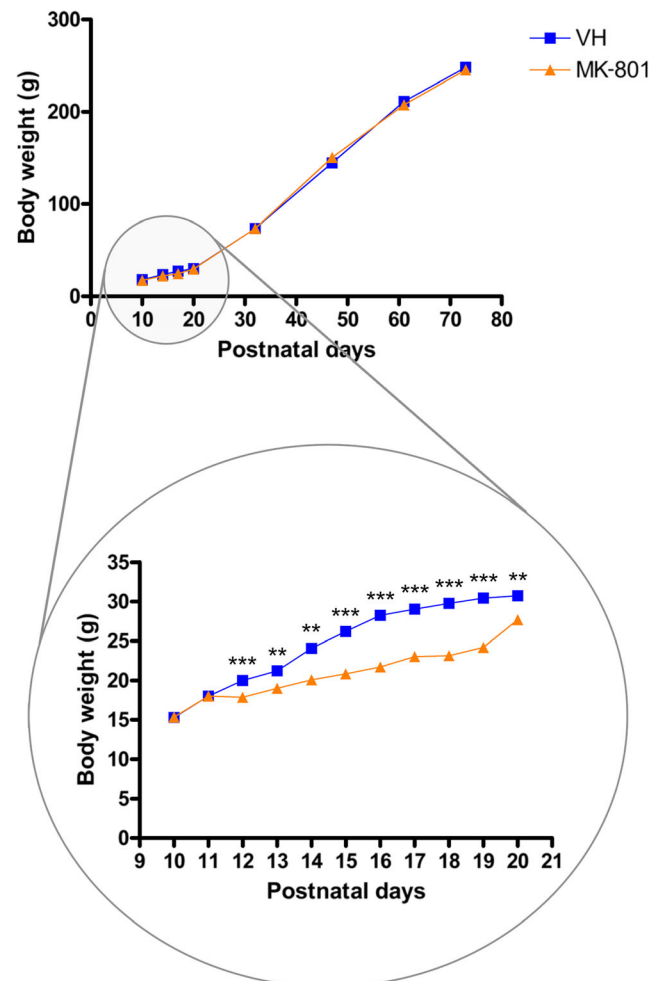 300
VH
MK-801
200
Body weight (g)
100
0
0 10 20 30 40 50 60 70 80
Postnatal days
35
*** *** *** *** **
30
***
**
25
*** **
20
Body weight (g)
15
10
5
0
9 10 11 12 13 14 15 16 17 18 19 20 21
Postnatal days